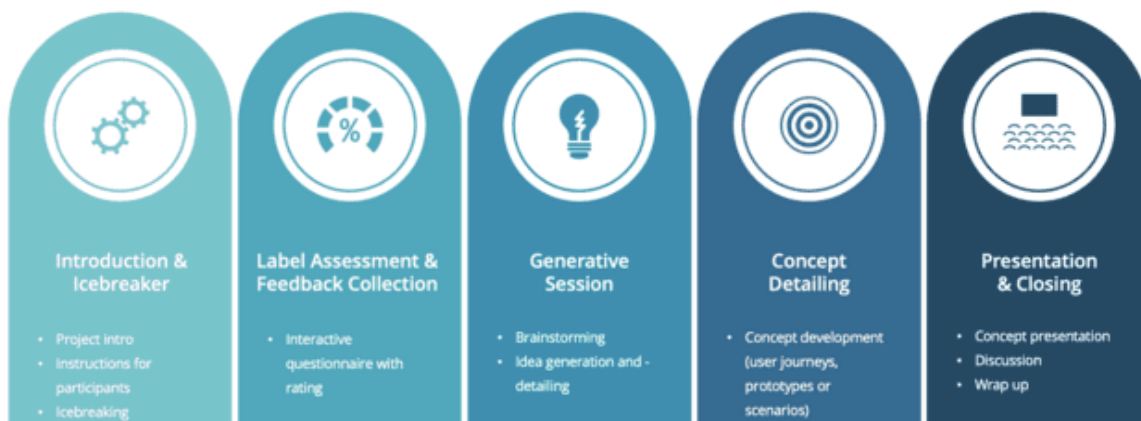 %
Introduction &
Icebreaker
• Project intro
• Instructions for
participants
• Icebreaking
Label Assessment &
Feedback Collection
• Interactive
questionnaire with
rating
Generative
Session
• Brainstorming
• Idea generation and -
detailing
Concept
Detailing
• Concept development
(user journeys,
prototypes or
scenarios)
Presentation
& Closing
• Concept presentation
• Discussion
• Wrap up